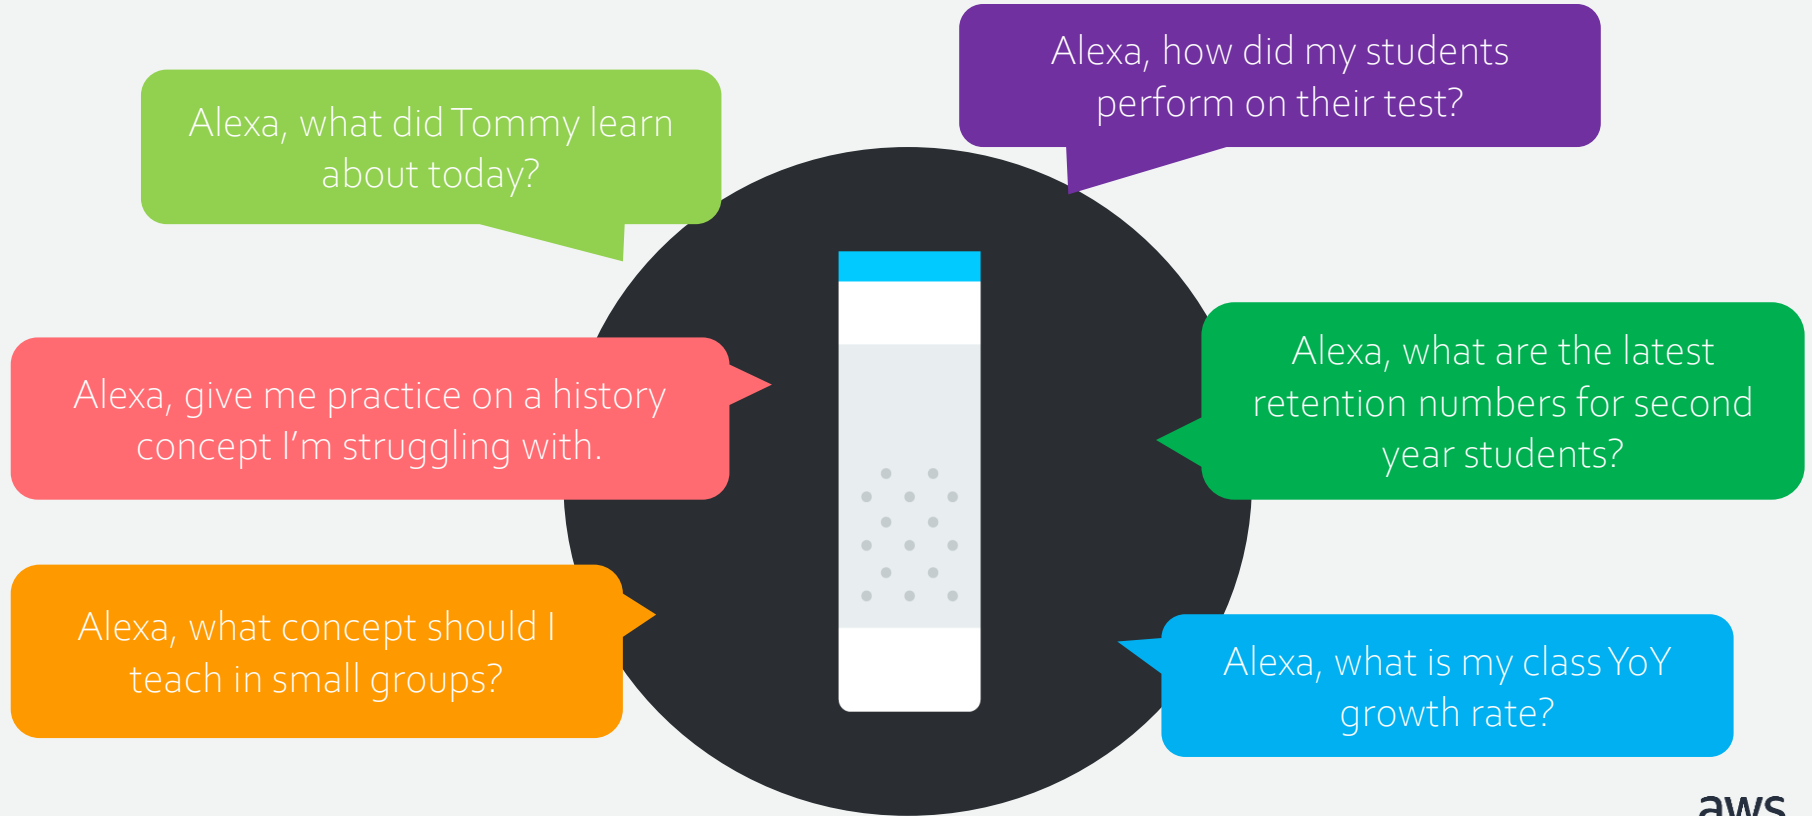 Alexa, how did my students
perform on their test?
Alexa, what did Tommy learn
about today?
Alexa, what are the latest
retention numbers for second
year students?
Alexa, give me practice on a history
concept I’m struggling with.
Alexa, what concept should I
teach in small groups?
Alexa, what is my class YoY
growth rate?
aws